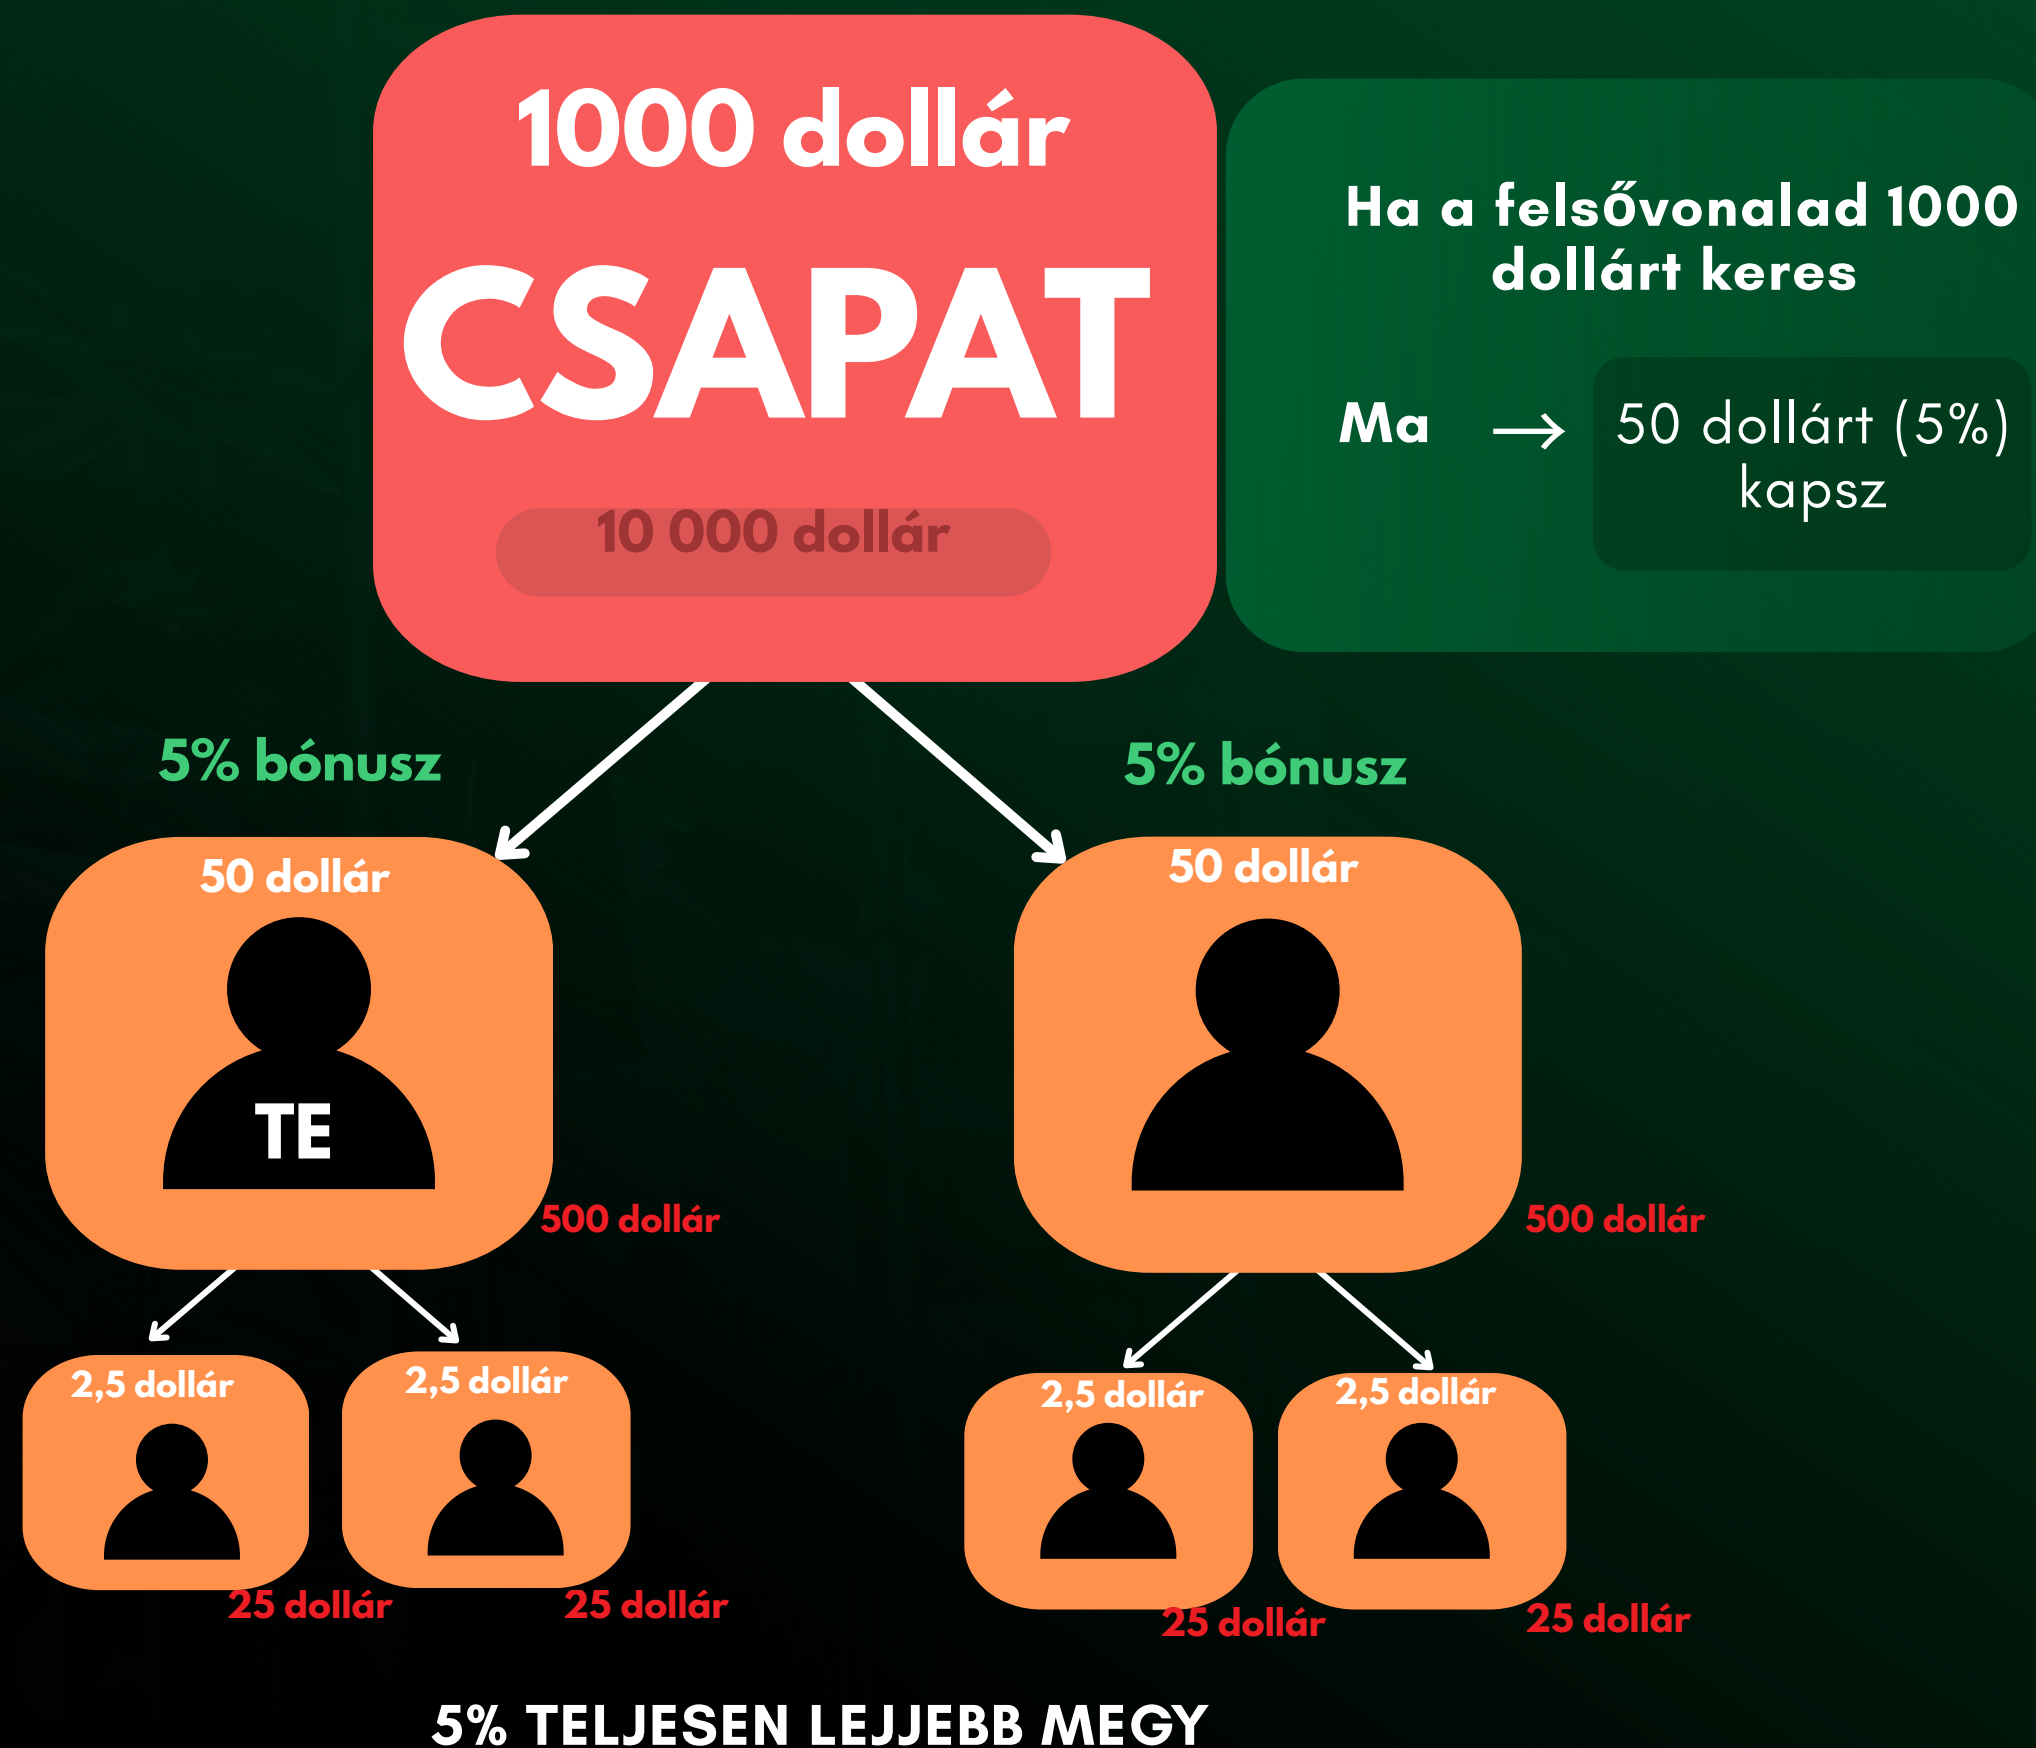 1000 dollár
CSAPAT
10 000 dollár
Ha a felsővonalad 1000
dollárt keres
Ma → 50 dollárt (5%)
kapsz
5% bónusz
5% bónusz
50 dollár
50 dollár
TE
500 dollár
500 dollár
2,5 dollár
2,5 dollár
2,5 dollár
2,5 dollár
25 dollár
25 dollár
25 dollár
25 dollár
5% TELJESEN LEJJEBB MEGY